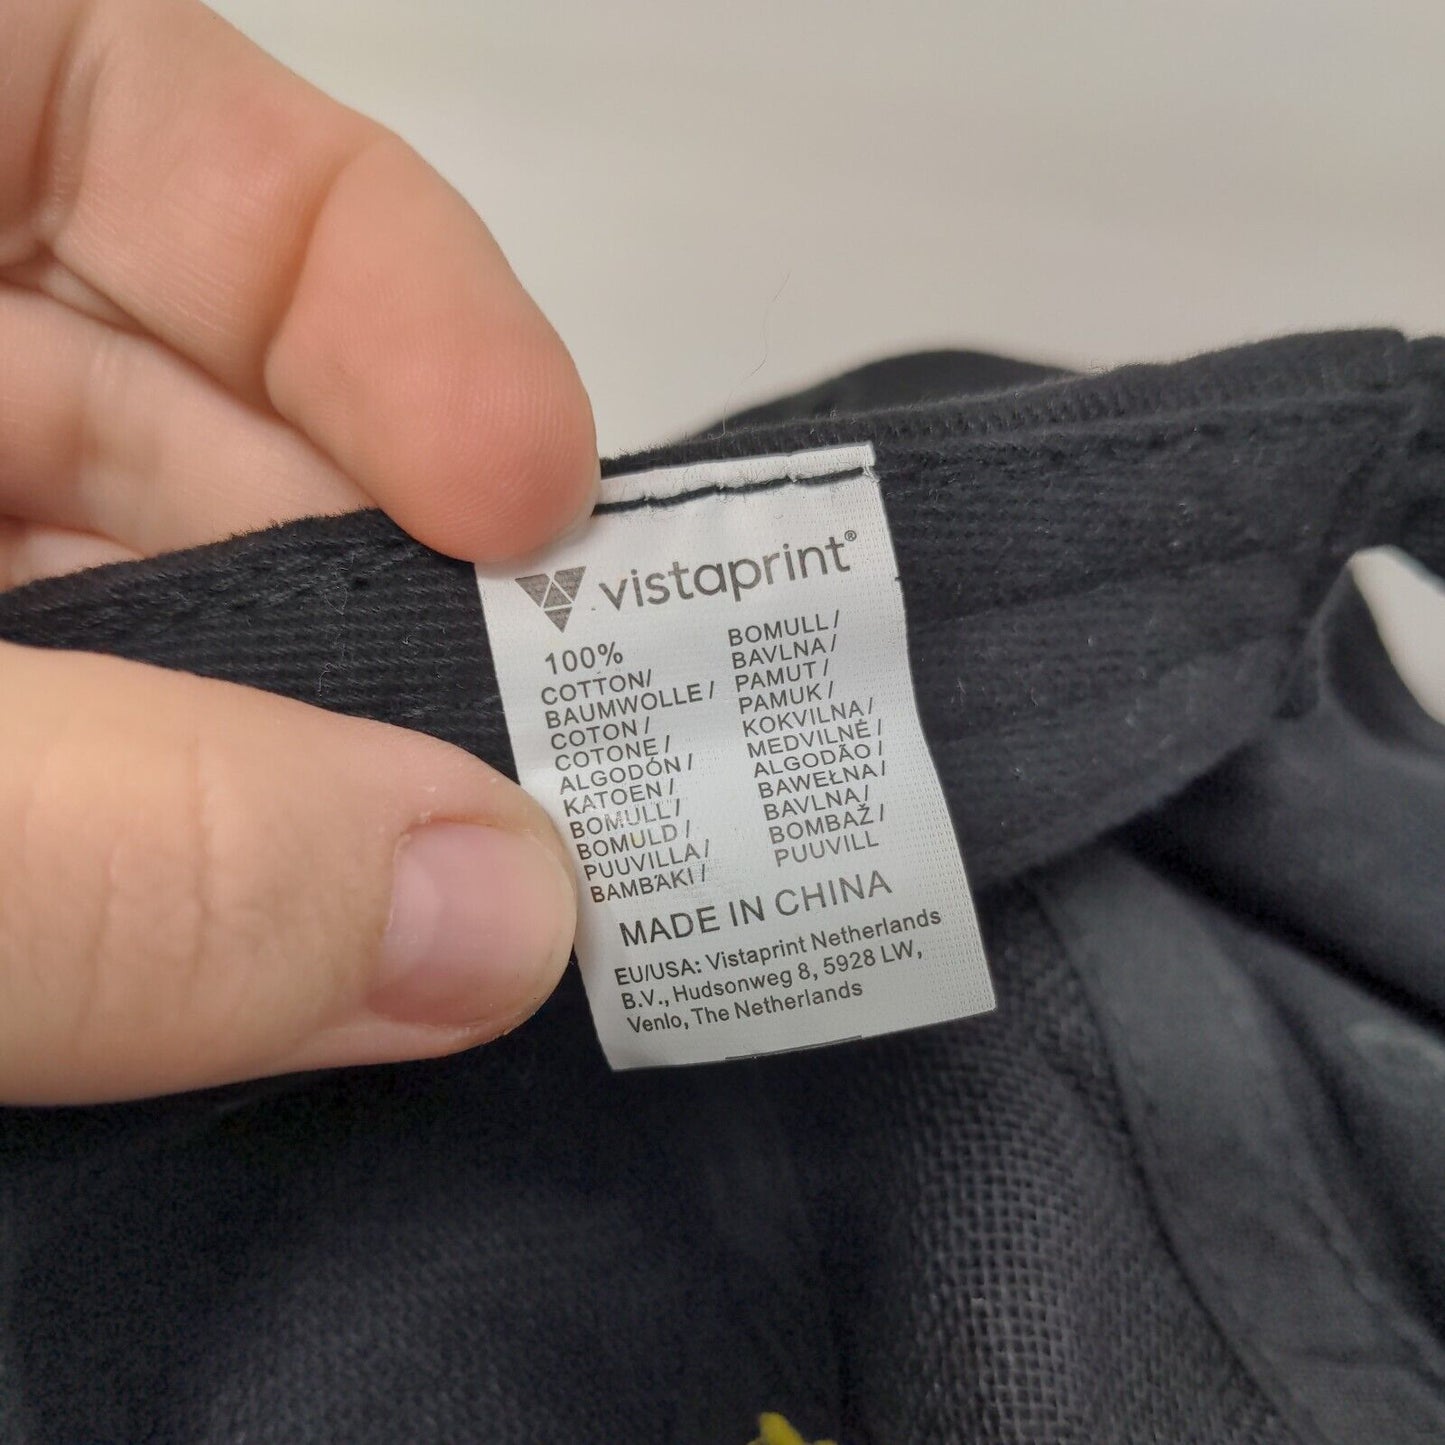 vistaprint®
100%
COTTON/
BAUMWOLLE/
COTON/
COTONE/
ALGODÓN/
KATOEN/
BOMULL/
BOMULD/
PUUVILLA/
BAMBAKI/
BOMULL/
BAVLNA/
PAMUT/
PAMUK/
KOKVILNA/
MEDVILNĖ/
ALGODÃO/
BAWEŁNA/
BAVLNA/
BOMBAŽ/
PUUVILL
MADE IN CHINA
EU/USA: Vistaprint Netherlands
B.V., Hudsonweg 8, 5928 LW,
Venlo, The Netherlands